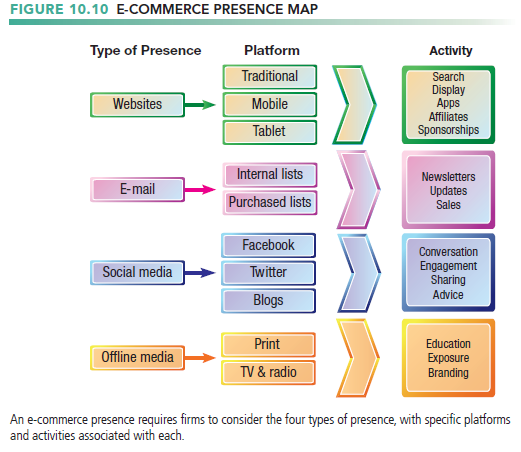 FIGURE 10.10 E-COMMERCE PRESENCE MAP
Type of Presence
Platform
Activity
Websites
Traditional
Mobile
Tablet
Search
Display
Apps
Affiliates
Sponsorships
E-mail
Internal lists
Purchased lists
Newsletters
Updates
Sales
Social media
Facebook
Twitter
Blogs
Conversation
Engagement
Sharing
Advice
Offline media
Print
TV & radio
Education
Exposure
Branding
An e-commerce presence requires firms to consider the four types of presence, with specific platforms
and activities associated with each.